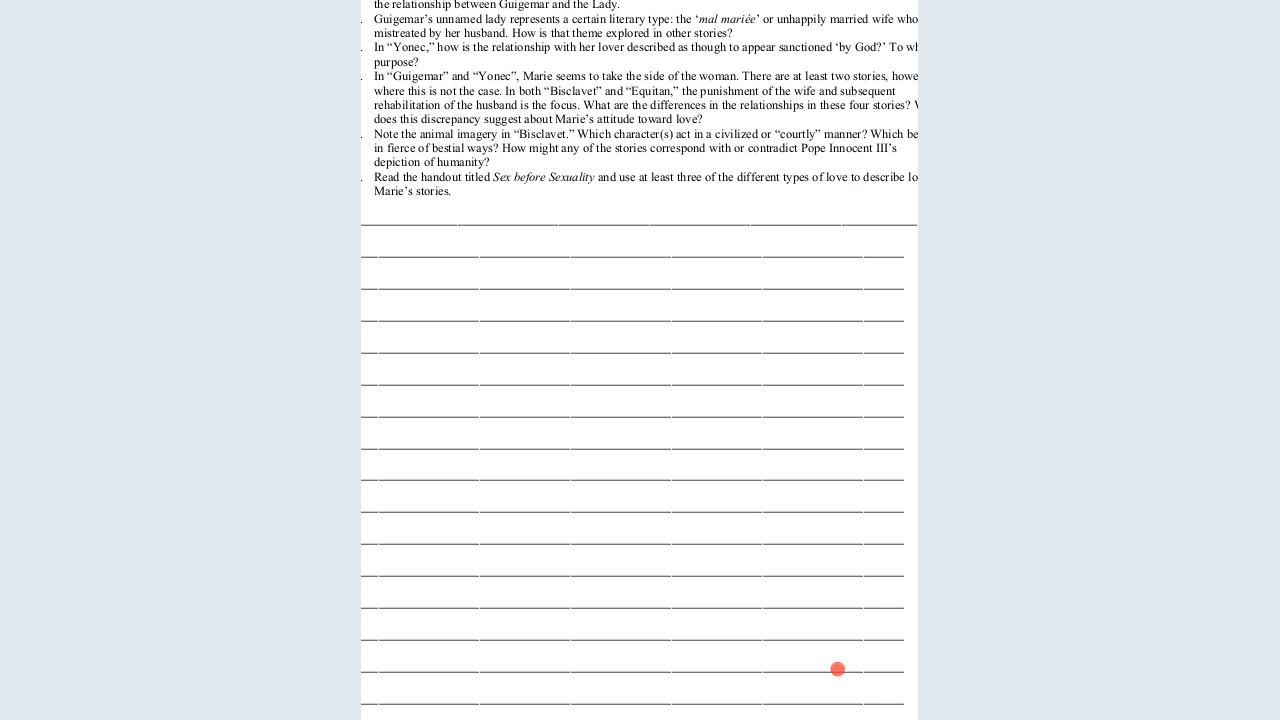 the relationship between Guigemar and the Lady.
. Guigemar’s unnamed lady represents a certain literary type: the ‘mal mariée’ or unhappily married wife who
mistreated by her husband. How is that theme explored in other stories?
. In “Yonec,” how is the relationship with her lover described as though to appear sanctioned ‘by God?’ To wh
purpose?
. In “Guigemar” and “Yonec”, Marie seems to take the side of the woman. There are at least two stories, howe
where this is not the case. In both “Bisclavet” and “Equitan,” the punishment of the wife and subsequent
rehabilitation of the husband is the focus. What are the differences in the relationships in these four stories?
does this discrepancy suggest about Marie’s attitude toward love?
. Note the animal imagery in “Bisclavet.” Which character(s) act in a civilized or “courtly” manner? Which be
in fierce of bestial ways? How might any of the stories correspond with or contradict Pope Innocent III’s
depiction of humanity?
. Read the handout titled Sex before Sexuality and use at least three of the different types of love to describe lo
Marie’s stories.